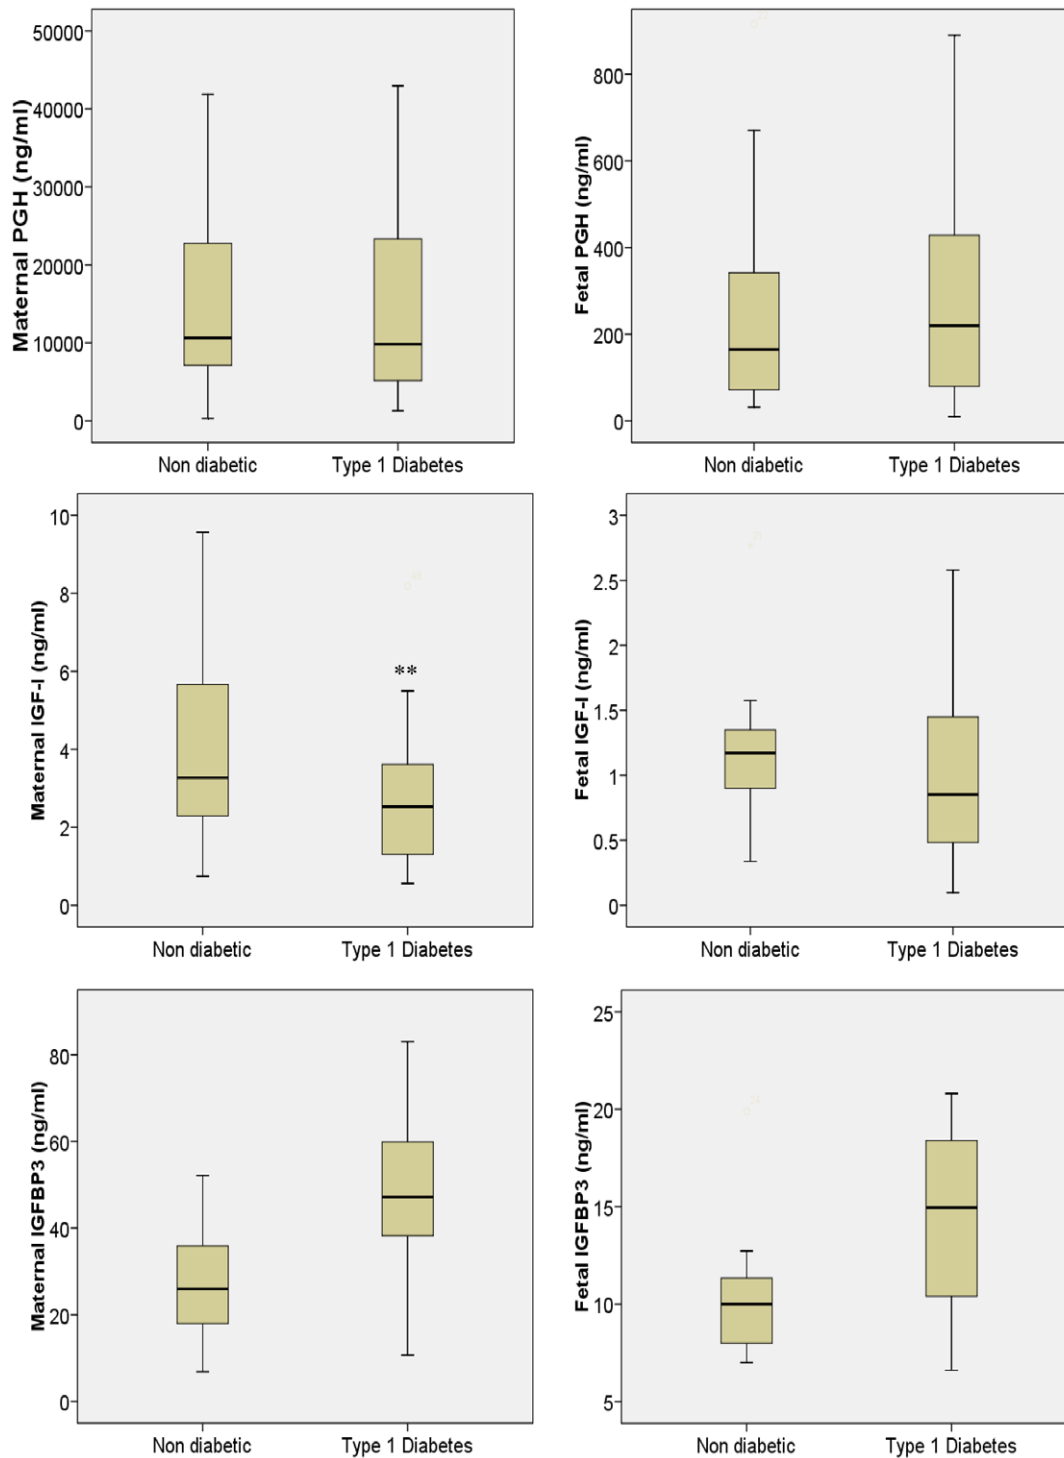 Maternal PGH (ng/ml)
50000
40000
30000
20000
10000
0
Non diabetic
Type 1 Diabetes
Fetal PGH (ng/ml)
800
600
400
200
0
Non diabetic
Type 1 Diabetes
Maternal IGF-I (ng/ml)
10
8
6
4
2
0
**
Non diabetic
Type 1 Diabetes
Fetal IGF-I (ng/ml)
3
2.5
2
1.5
1
0.5
0
Non diabetic
Type 1 Diabetes
Maternal IGFBP3 (ng/ml)
80
60
40
20
0
Non diabetic
Type 1 Diabetes
Fetal IGFBP3 (ng/ml)
25
20
15
10
5
Non diabetic
Type 1 Diabetes